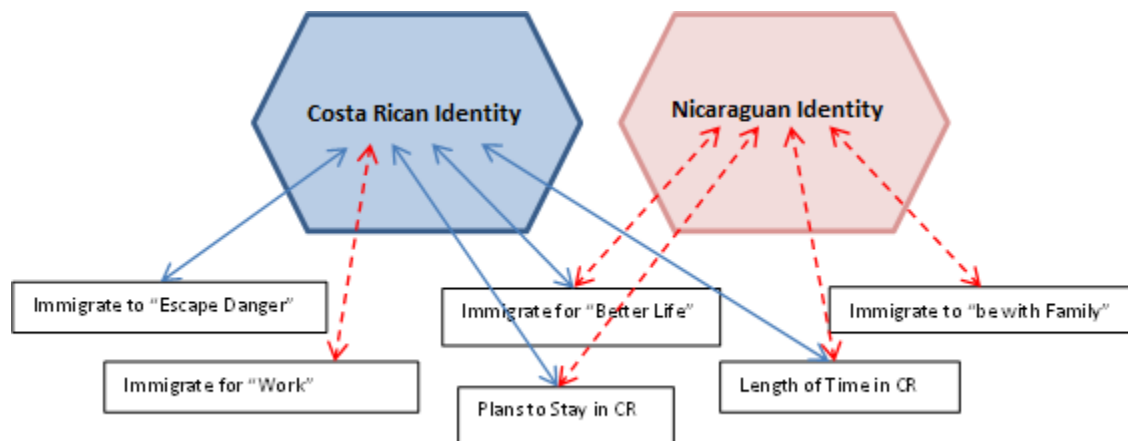 Costa Rican Identity
Nicaraguan Identity
Immigrate to “Escape Danger”
Immigrate for “Better Life”
Immigrate to “be with Family”
Immigrate for “Work”
Plans to Stay in CR
Length of Time in CR